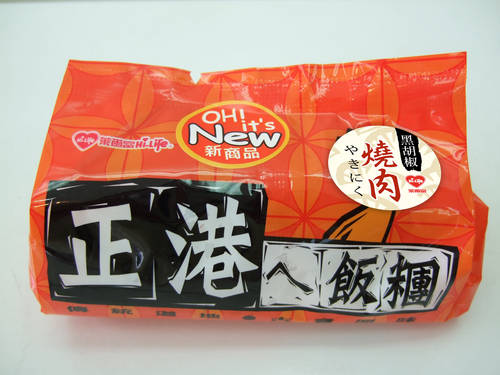 OH!
it's
New
新商品
萊爾富Hi-Life®
黑胡椒
燒肉
やきにく
萊爾富
正港ㄟ飯糰